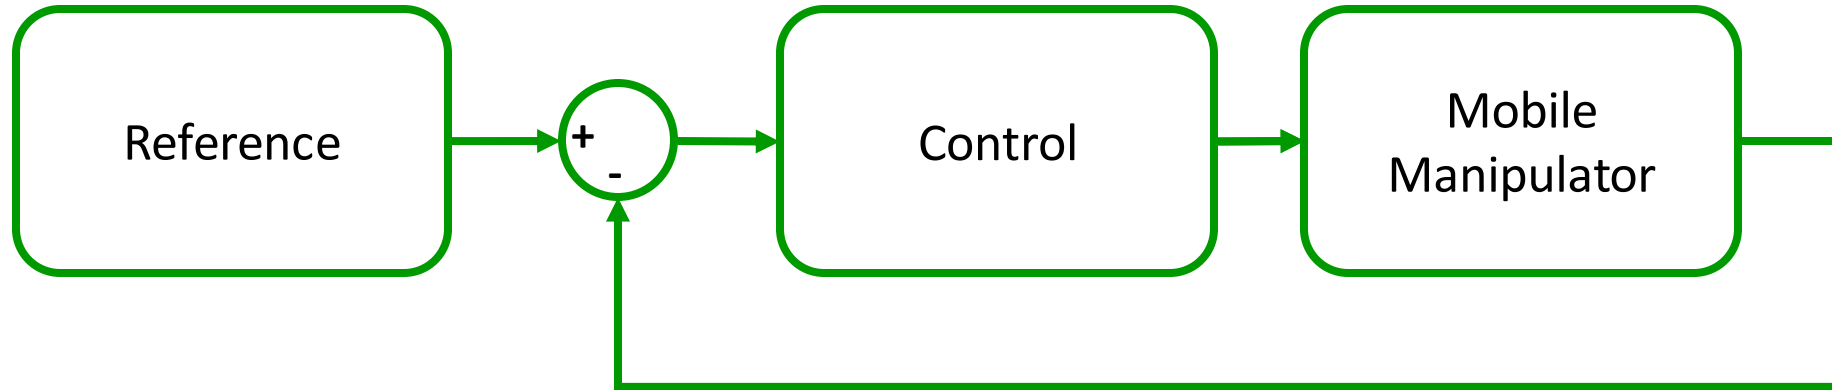 Reference
+
-
Control
Mobile
Manipulator